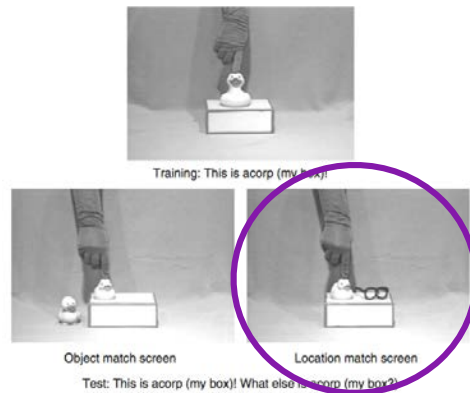 Training: This is acorp (my box)!
Object match screen
Location match screen
Test: This is acorp (my box)! What else is acorp (my box?)